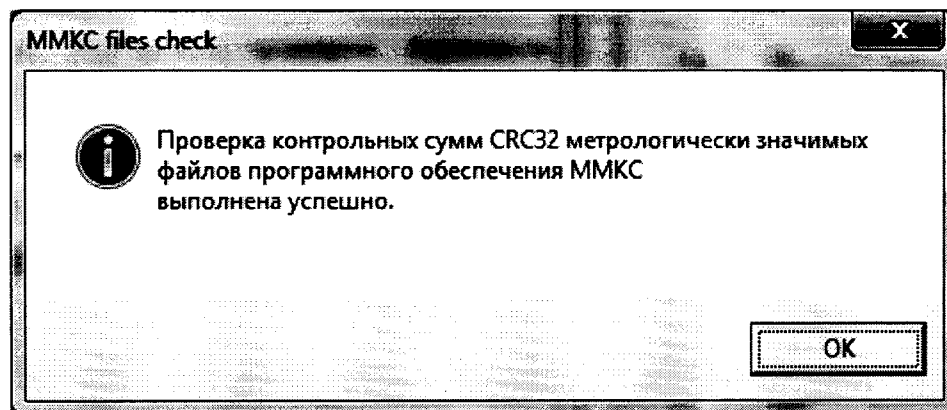 MMKC files check
Проверка контрольных сумм CRC32 метрологически значимых
файлов программного обеспечения ММКС
выполнена успешно.
OK